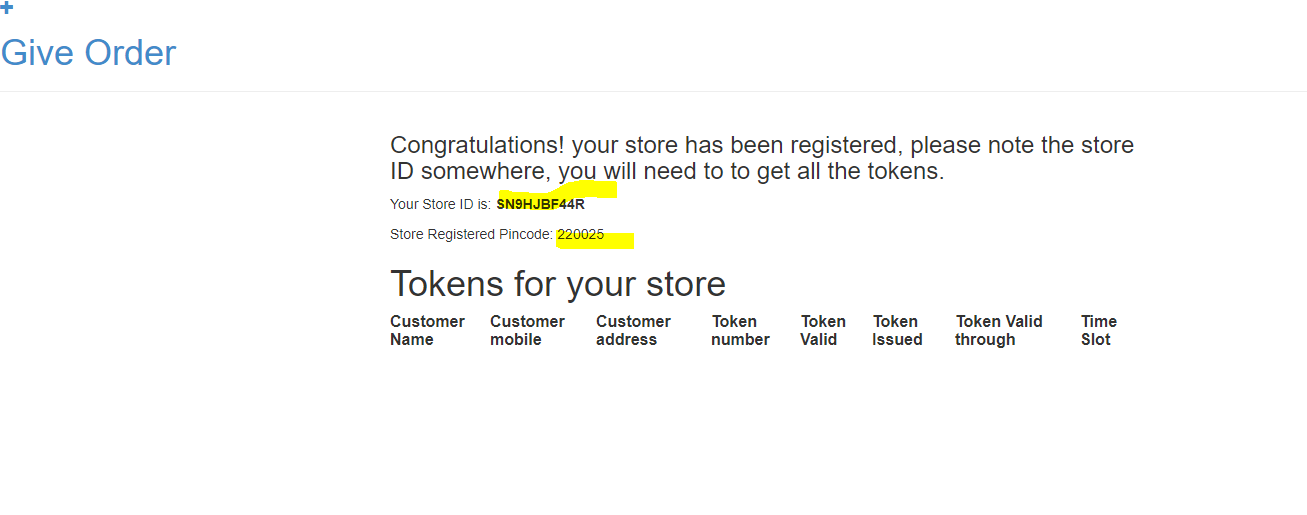 Give Order
Congratulations! your store has been registered, please note the store
ID somewhere, you will need to to get all the tokens.
Your Store ID is: SN9HJBF44R
Store Registered Pincode: 220025
Tokens for your store
Customer Name Customer mobile Customer address Token number Token Valid Token Issued Token Valid through Time Slot